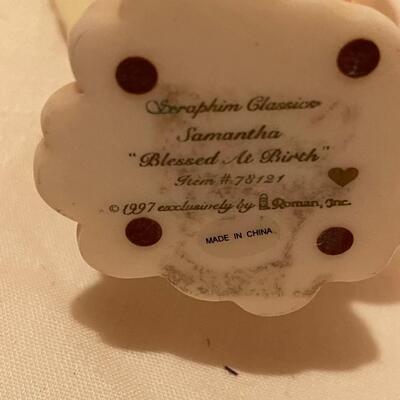 Seraphim Classics
Samantha
"Blessed At Birth"
Item # 78121
© 1997 exclusively by Roman, Inc.
MADE IN CHINA